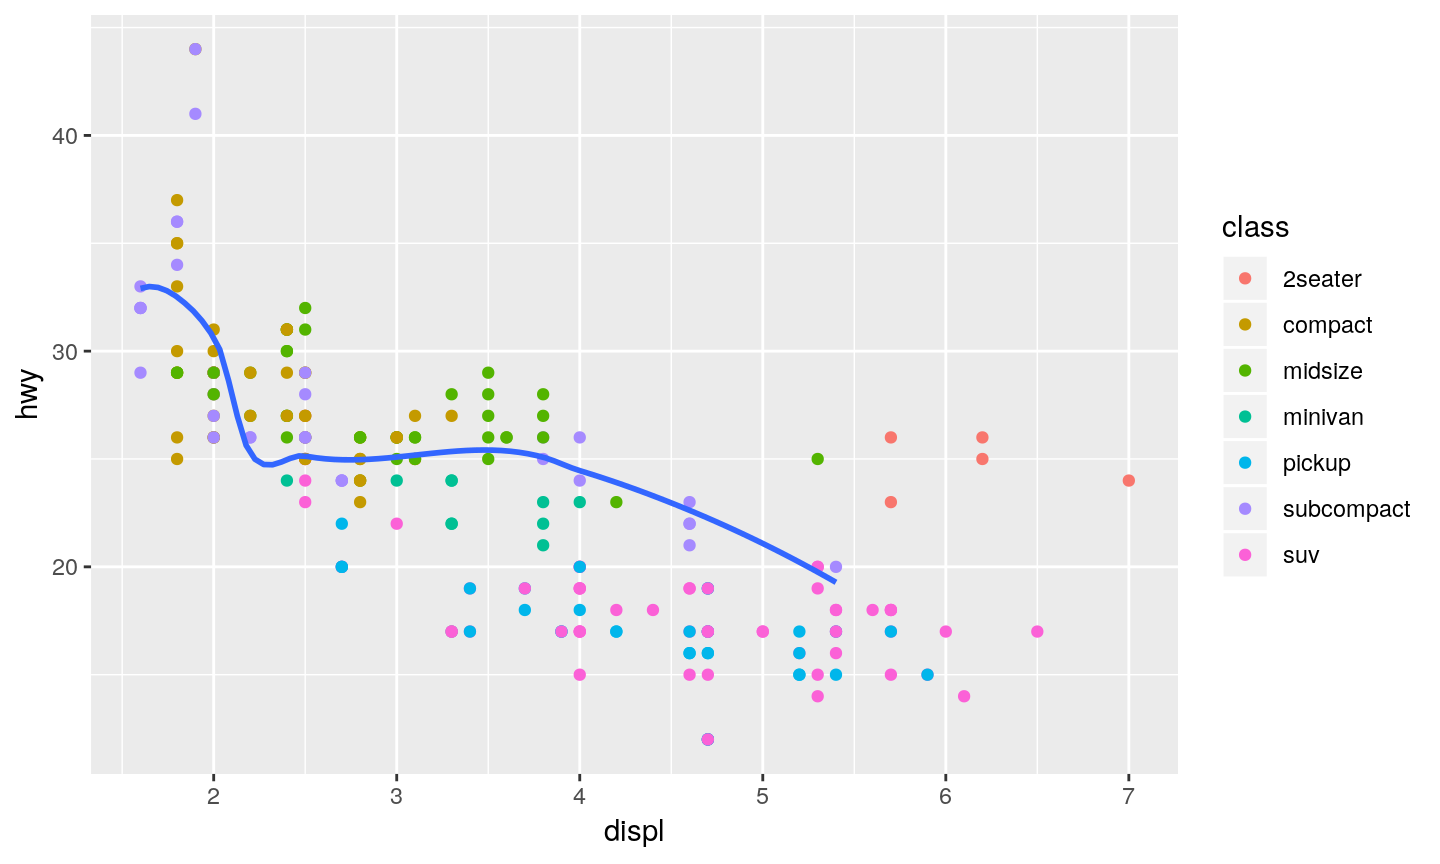 hwy
40
30
20
2 3 4 5 6 7
displ
class
2seater
compact
midsize
minivan
pickup
subcompact
suv